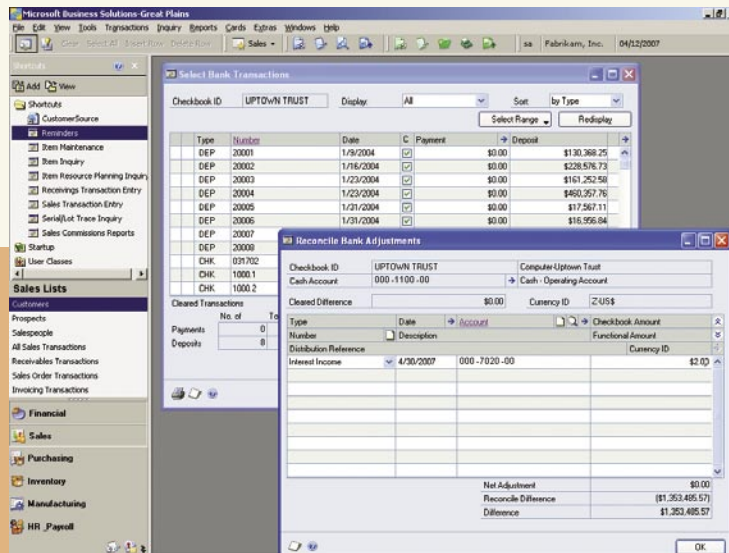 Microsoft Business Solutions-Great Plains
File Edit View Tools Transactions Inquiry Reports Cards Extras Windows Help
Clear Select All Insert Row Delete Row Sales sa Fabrikam, Inc. 04/12/2007
Shortcuts
Add View
Shortcuts
CustomerSource
Reminders
Item Maintenance
Item Inquiry
Item Resource Planning Inquiry
Receivings Transaction Entry
Sales Transaction Entry
Serial/Lot Trace Inquiry
Sales Commissions Reports
Startup
User Classes
Sales Lists
Customers
Prospects
Salespeople
All Sales Transactions
Receivables Transactions
Sales Order Transactions
Invoicing Transactions
Financial
Sales
Purchasing
Inventory
Manufacturing
HR_Payroll
Select Bank Transactions
Checkbook ID UPTOWN TRUST Display: All Sort: by Type
Select Range Redisplay
Type Number Date C Payment Deposit
DEP 20001 1/9/2004 $0.00 $130,368.25
DEP 20002 1/16/2004 $0.00 $228,576.73
DEP 20003 1/23/2004 $0.00 $161,252.58
DEP 20004 1/23/2004 $0.00 $460,357.76
DEP 20005 1/31/2004 $0.00 $17,567.11
DEP 20006 1/31/2004 $0.00 $16,956.84
DEP 20007
DEP 20008
CHK 031702
CHK 1000.1
CHK 1000.2
Cleared Transactions
No. of To
Payments 0
Deposits 8
Reconcile Bank Adjustments
Checkbook ID UPTOWN TRUST Computer-Uptown Trust
Cash Account 000 -1100 -00 Cash - Operating Account
Cleared Difference $0.00 Currency ID Z-US$
Type Date Account Checkbook Amount
Number Description Functional Amount
Distribution Reference Currency ID
Interest Income 4/30/2007 000 -7020 -00 $2.00
Net Adjustment $0.00
Reconcile Difference ($1,353,485.57)
Difference $1,353,485.57
OK